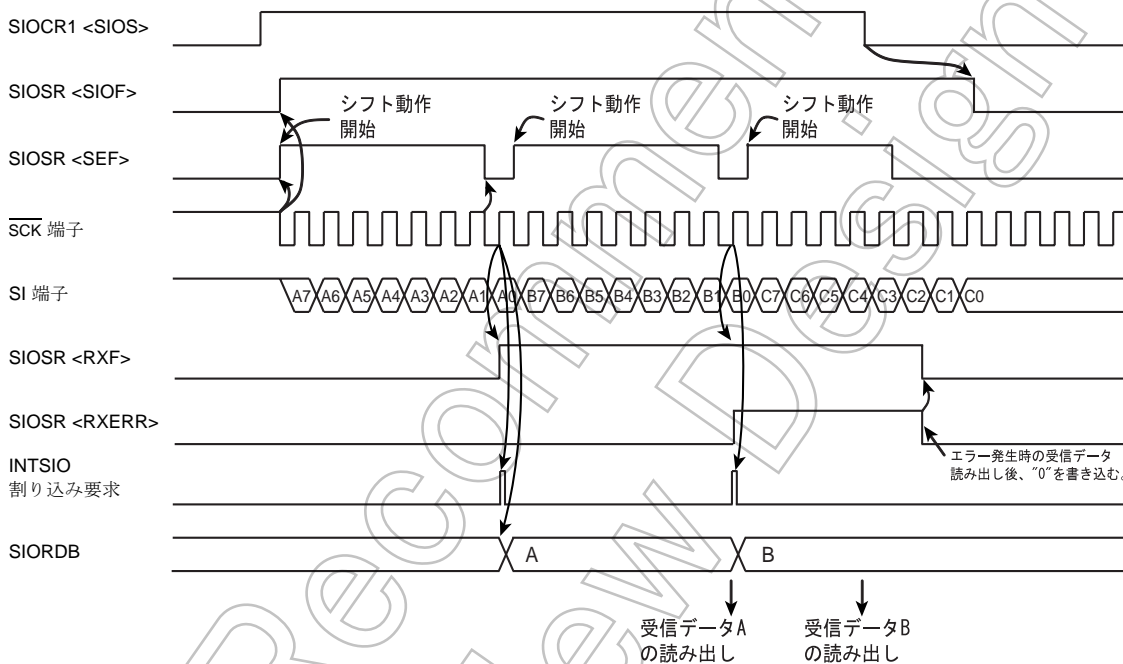 SIOCR1 <SIOS>
SIOSR <SIOF>
シフト動作
開始
シフト動作
開始
シフト動作
開始
SIOSR <SEF>
SCK 端子
SI 端子
A7 A6 A5 A4 A3 A2 A1 A0 B7 B6 B5 B4 B3 B2 B1 B0 C7 C6 C5 C4 C3 C2 C1 C0
SIOSR <RXF>
SIOSR <RXERR>
エラー発生時の受信データ
読み出し後、"0"を書き込む。
INTSIO
割り込み要求
SIORDB
A
B
受信データA
の読み出し
受信データB
の読み出し
Recommen
New Design